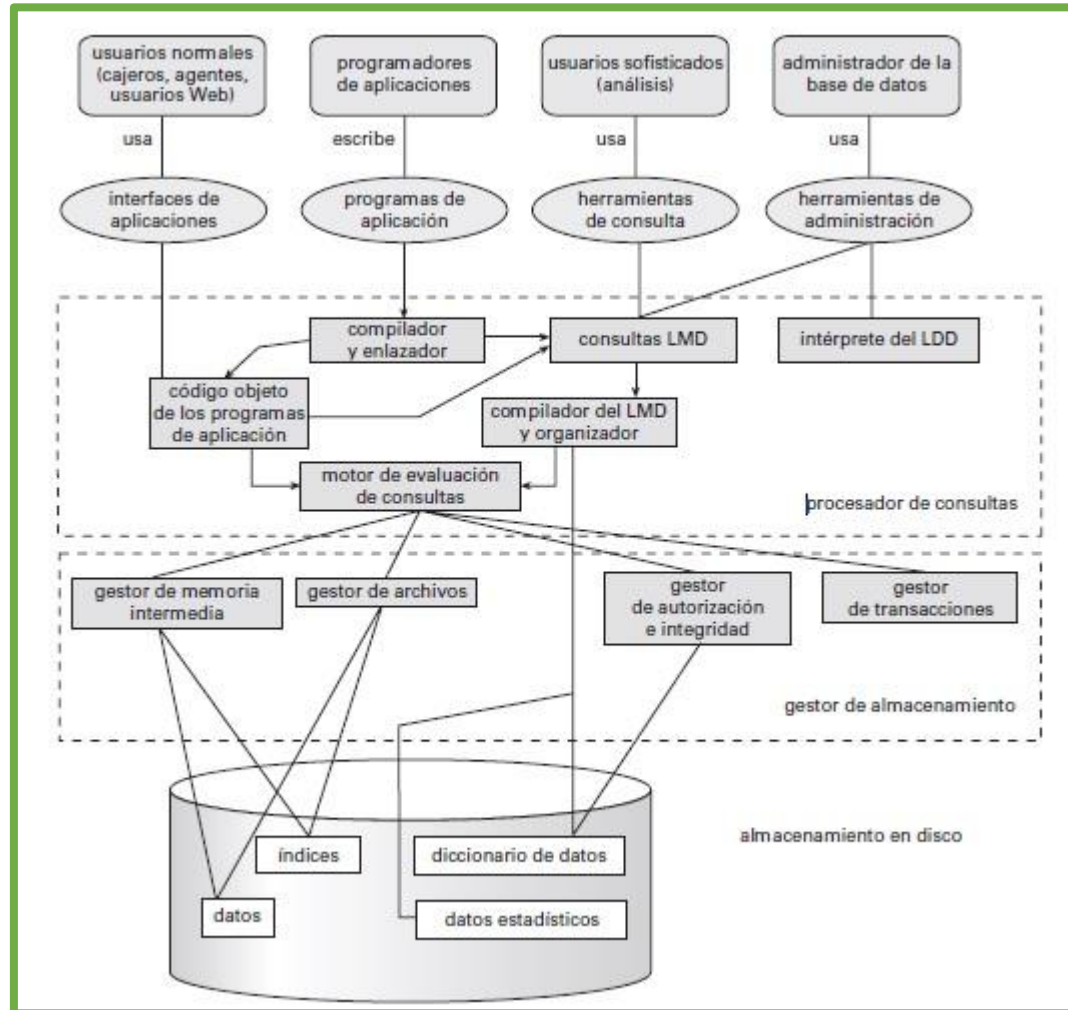 usuarios normales
(cajeros, agentes,
usuarios Web)
programadores
de aplicaciones
usuarios sofisticados
(análisis)
administrador de la
base de datos
usa
escribe
usa
usa
interfaces de
aplicaciones
programas de
aplicación
herramientas
de consulta
herramientas de
administración
compilador
y enlazador
consultas LMD
intérprete del LDD
código objeto
de los programas
de aplicación
compilador del LMD
y organizador
motor de evaluación
de consultas
procesador de consultas
gestor de memoria
intermedia
gestor de archivos
gestor
de autorización
e integridad
gestor
de transacciones
gestor de almacenamiento
almacenamiento en disco
índices
diccionario de datos
datos
datos estadísticos